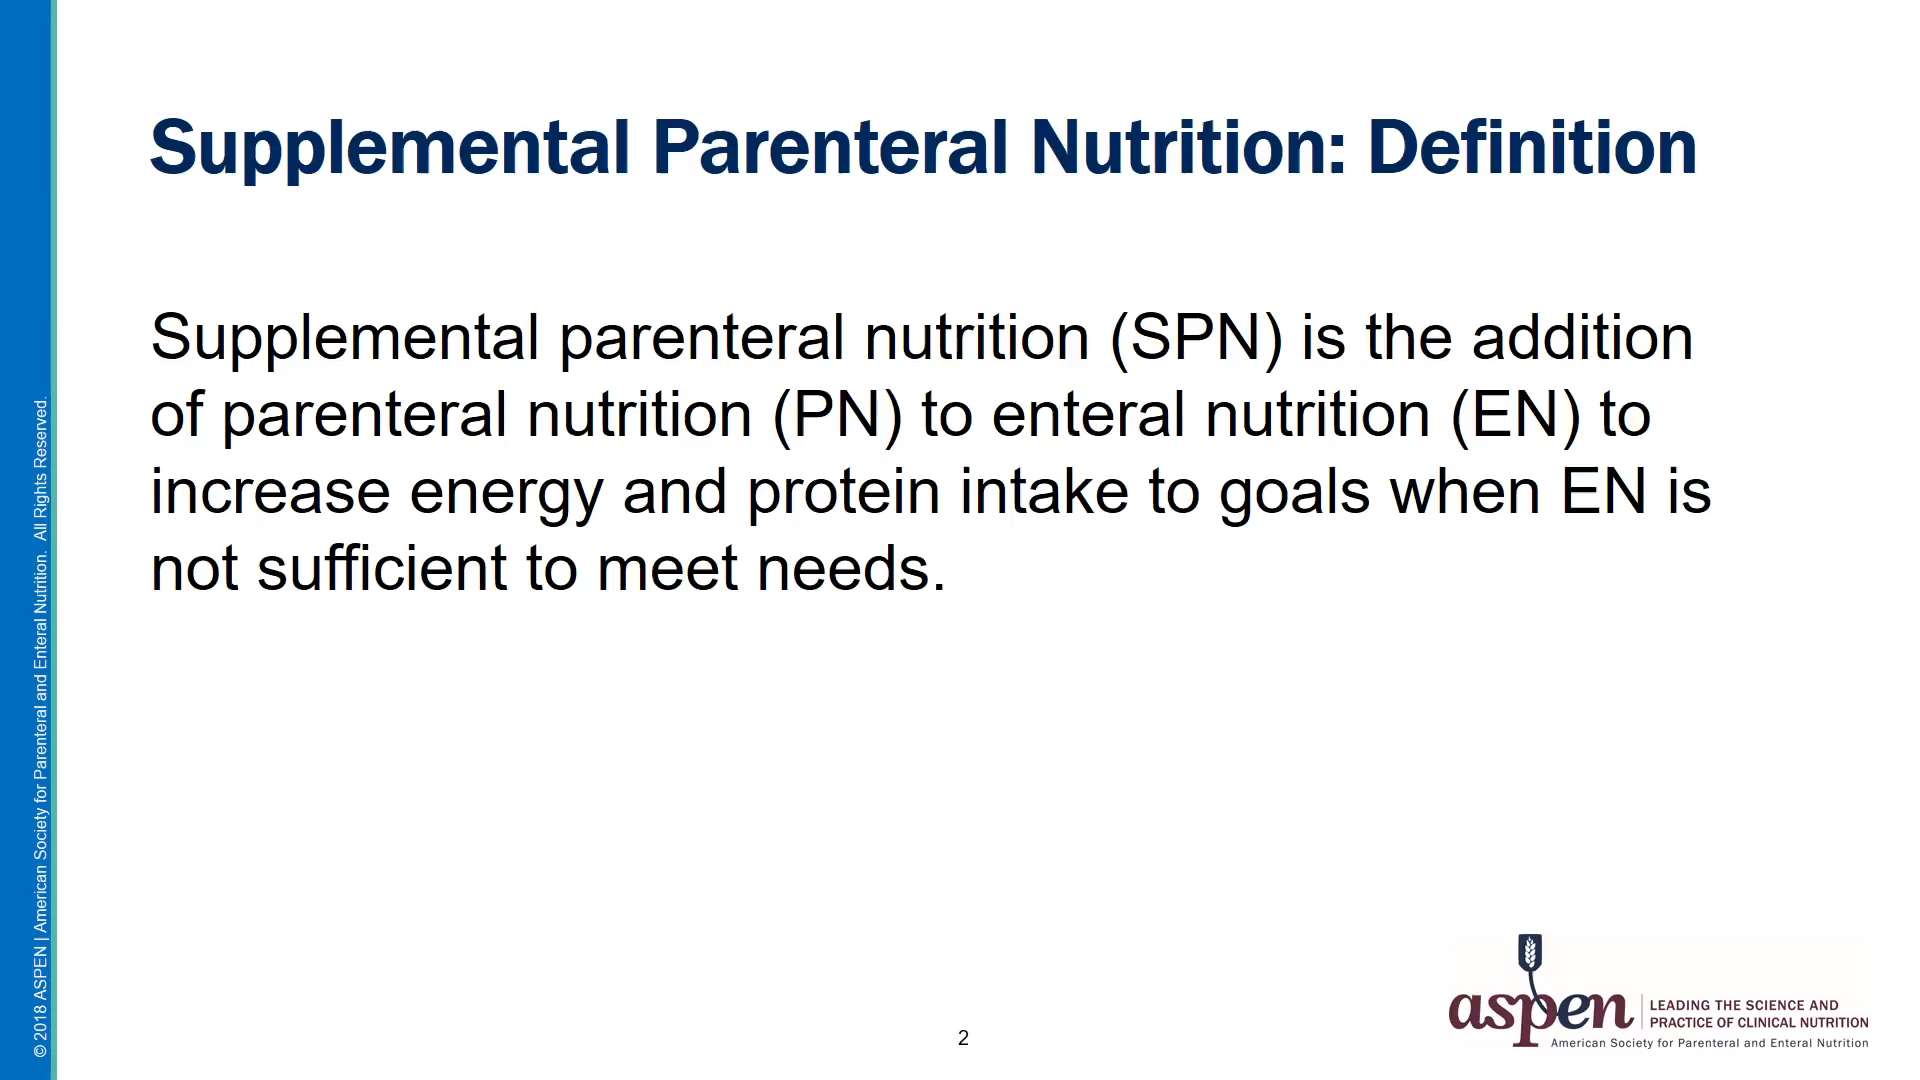 Supplemental Parenteral Nutrition: Definition
Supplemental parenteral nutrition (SPN) is the addition
of parenteral nutrition (PN) to enteral nutrition (EN) to
increase energy and protein intake to goals when EN is
not sufficient to meet needs.
© 2018 ASPEN | American Society for Parenteral and Enteral Nutrition. All Rights Reserved.
2
aspen
LEADING THE SCIENCE AND
PRACTICE OF CLINICAL NUTRITION
American Society for Parenteral and Enteral Nutrition